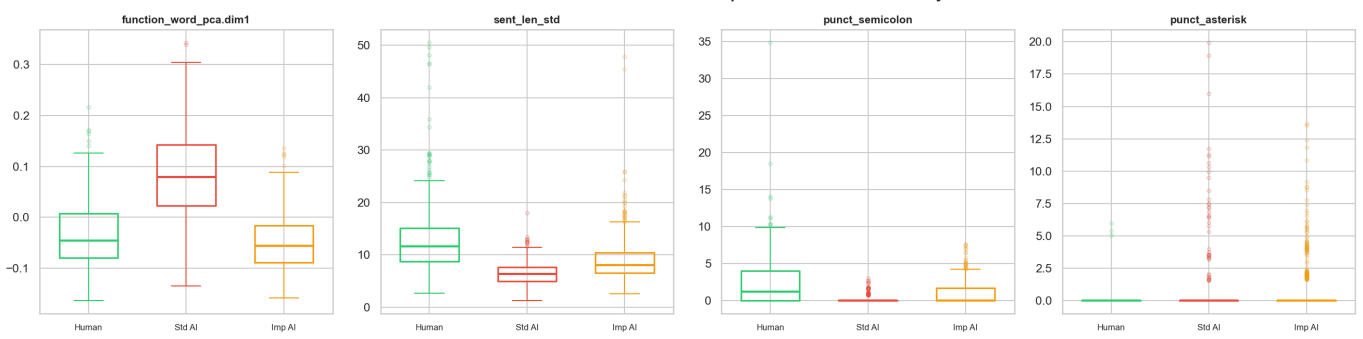 function_word_pca.dim1
0.3
0.2
0.1
0.0
−0.1
Human
Std AI
Imp AI
sent_len_std
50
40
30
20
10
0
Human
Std AI
Imp AI
punct_semicolon
35
30
25
20
15
10
5
0
Human
Std AI
Imp AI
punct_asterisk
20.0
17.5
15.0
12.5
10.0
7.5
5.0
2.5
0.0
Human
Std AI
Imp AI